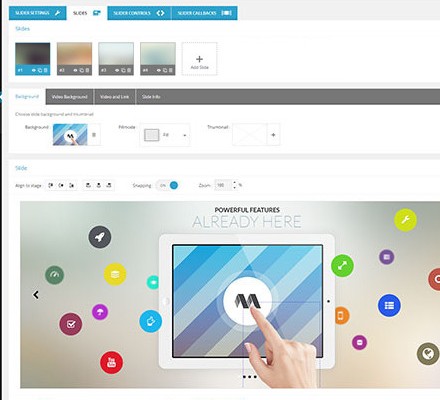 SLIDER SETTINGS
SLIDES
SLIDER CONTROLS
SLIDER CALLBACKS
Slides
#1
#2
#3
#4
Add Slide
Background
Video Background
Video and Link
Slide Info
Choose slide background and thumbnail
Background
Fillmode:
Fill
Thumbnail:
Slide
Align to stage:
Snapping:
ON
Zoom:
100
%
POWERFUL FEATURES
ALREADY HERE
You